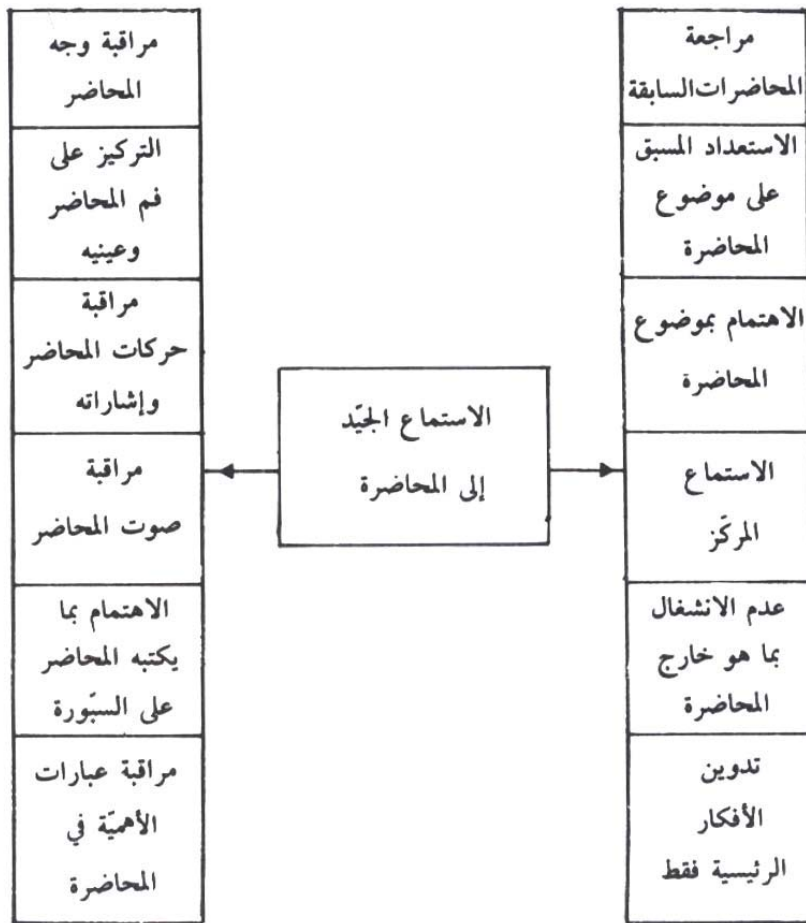 مراجعة
المحاضرات السابقة
الاستعداد المسبق
على موضوع
المحاضرة
الاهتمام بموضوع
المحاضرة
الاستماع
المركّز
عدم الانشغال
بما هو خارج
المحاضرة
تدوين
الأفكار
الرئيسية فقط
الاستماع الجيّد
إلى المحاضرة
مراقبة وجه
المحاضر
التركيز على
فم المحاضر
وعينيه
مراقبة
حركات المحاضر
وإشاراته
مراقبة
صوت المحاضر
الاهتمام بما
يكتبه المحاضر
على السبّورة
مراقبة عبارات
الأهميّة في
المحاضرة